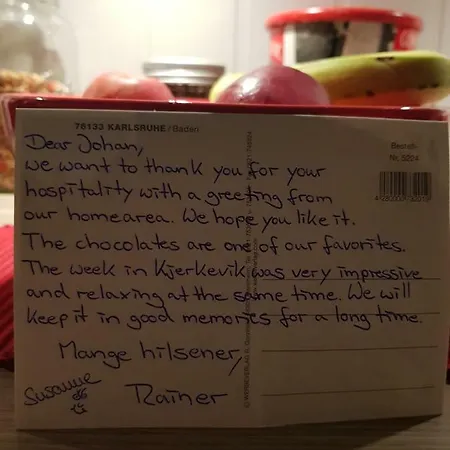 76133 KARLSRUHE / Baden
Bestell-
Nr. 5224
Dear Johan,
we want to thank you for your
hospitality with a greeting from
our homearea. We hope you like it.
The chocolates are one of our favorites.
The week in Kjerkevik was very impressive
and relaxing at the same time. We will
keep it in good memories for a long time.
Mange hilsener,
Susanne & Rainer